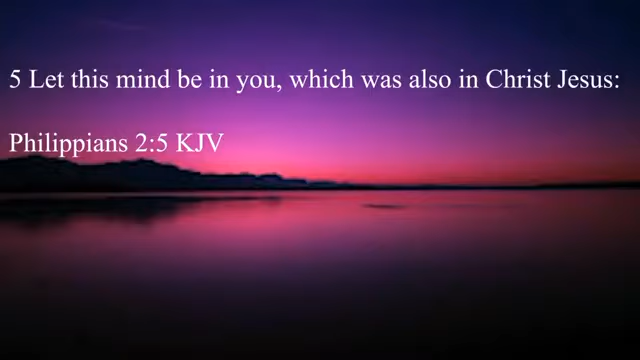 5 Let this mind be in you, which was also in Christ Jesus:
Philippians 2:5 KJV